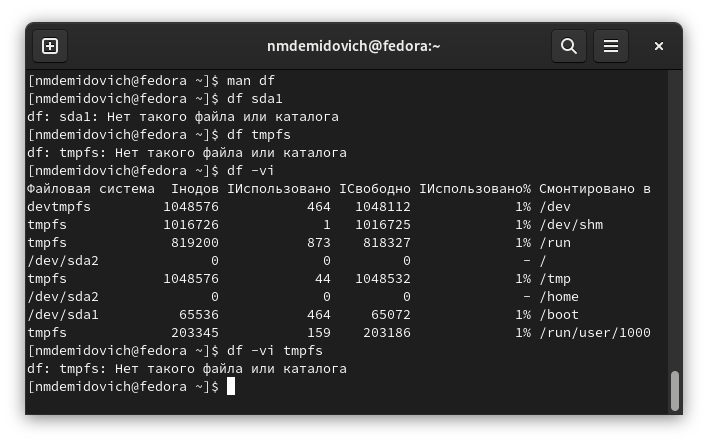 nmdemidovich@fedora:~
[nmdemidovich@fedora ~]$ man df
[nmdemidovich@fedora ~]$ df sda1
df: sda1: Нет такого файла или каталога
[nmdemidovich@fedora ~]$ df tmpfs
df: tmpfs: Нет такого файла или каталога
[nmdemidovich@fedora ~]$ df -vi
Файловая система  Iнодов IИспользовано IСвободно IИспользовано% Смонтировано в
devtmpfs         1048576           464   1048112             1% /dev
tmpfs            1016726             1   1016725             1% /dev/shm
tmpfs             819200           873    818327             1% /run
/dev/sda2              0             0         0              - /
tmpfs            1048576            44   1048532             1% /tmp
/dev/sda2              0             0         0              - /home
/dev/sda1          65536           464     65072             1% /boot
tmpfs             203345           159    203186             1% /run/user/1000
[nmdemidovich@fedora ~]$ df -vi tmpfs
df: tmpfs: Нет такого файла или каталога
[nmdemidovich@fedora ~]$